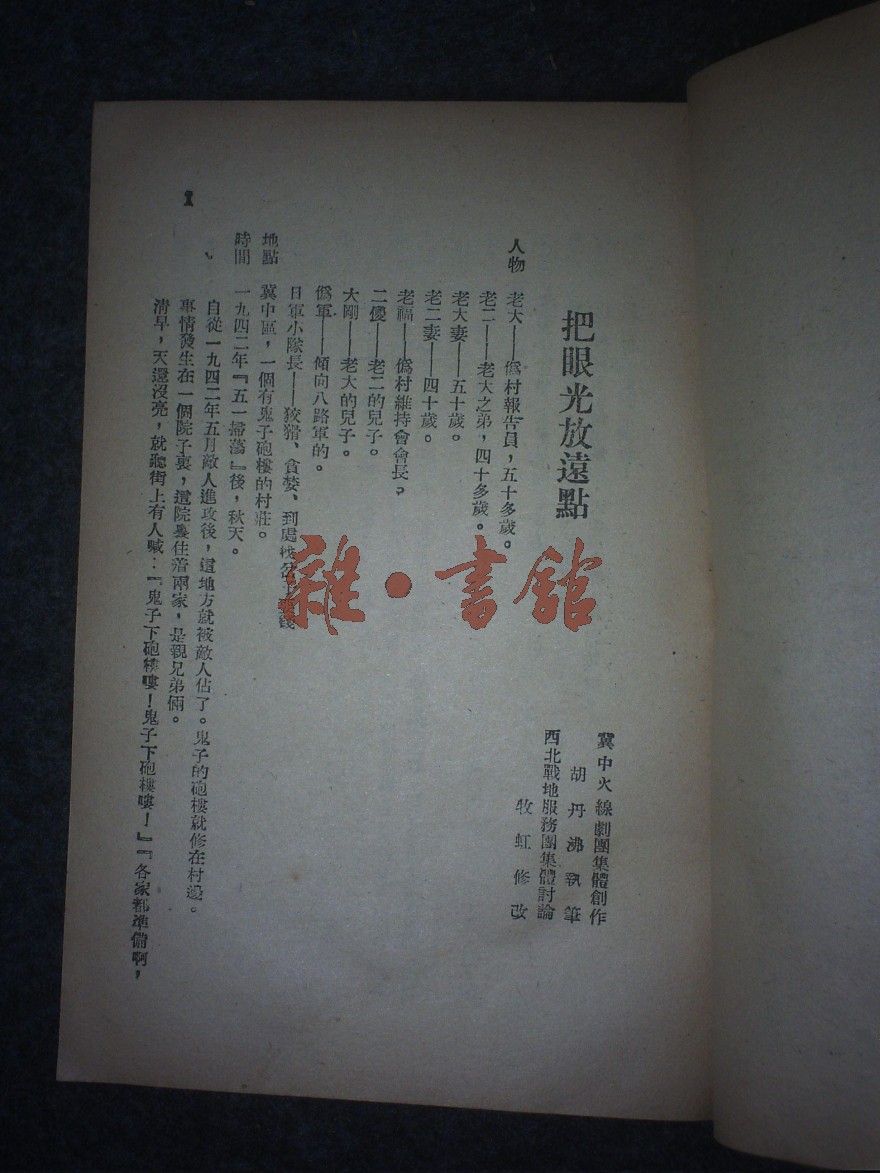 把眼光放遠點
冀中火線劇團集體創作
胡丹沸執筆
西北戰地服務團集體討論
牧虹修改
人物 老大——偽村報告員，五十多歲。
老二——老大之弟，四十多歲。
老大妻——五十歲。
老二妻——四十歲。
老福——偽村維持會會長。
二傻——老二的兒子。
大剛——老大的兒子。
偽軍——傾向八路軍的。
日軍小隊長——狡猾、貪婪、到處
地點 冀中區，一個有鬼子砲樓的村莊。
時間 一九四二年『五一掃蕩』後，秋天。
自從一九四二年五月敵人進攻後，這地方就被敵人佔了。鬼子的砲樓就修在村邊。
事情發生在一個院子裏，這院裏住着兩家，是親兄弟倆。
清早，天還沒亮，就聽街上有人喊：『鬼子下砲樓嘍！鬼子下砲樓嘍！』『各家都準備啊，
1
雜·書館